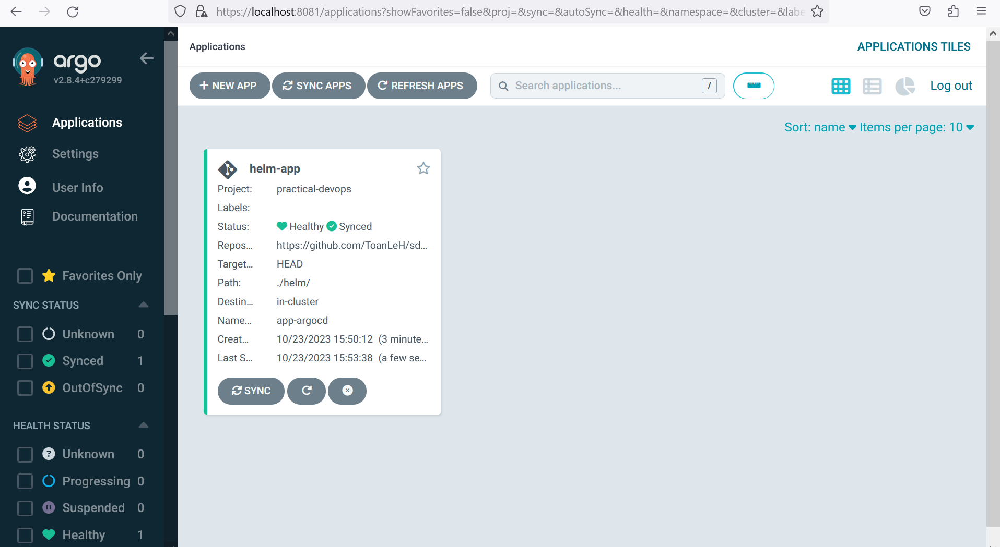 https://localhost:8081/applications?showFavorites=false&proj=&sync=&autoSync=&health=&namespace=&cluster=&labe
argo
v2.8.4+c279299
Applications
Settings
User Info
Documentation
Favorites Only
SYNC STATUS
Unknown 0
Synced 1
OutOfSync 0
HEALTH STATUS
Unknown 0
Progressing 0
Suspended 0
Healthy 1
Applications
APPLICATIONS TILES
+ NEW APP
SYNC APPS
REFRESH APPS
Search applications... /
Log out
Sort: name Items per page: 10
helm-app
Project: practical-devops
Labels:
Status: Healthy Synced
Repos... https://github.com/ToanLeH/sd...
Target... HEAD
Path: ./helm/
Destin... in-cluster
Name... app-argocd
Creat... 10/23/2023 15:50:12 (3 minute...
Last S... 10/23/2023 15:53:38 (a few se...
SYNC